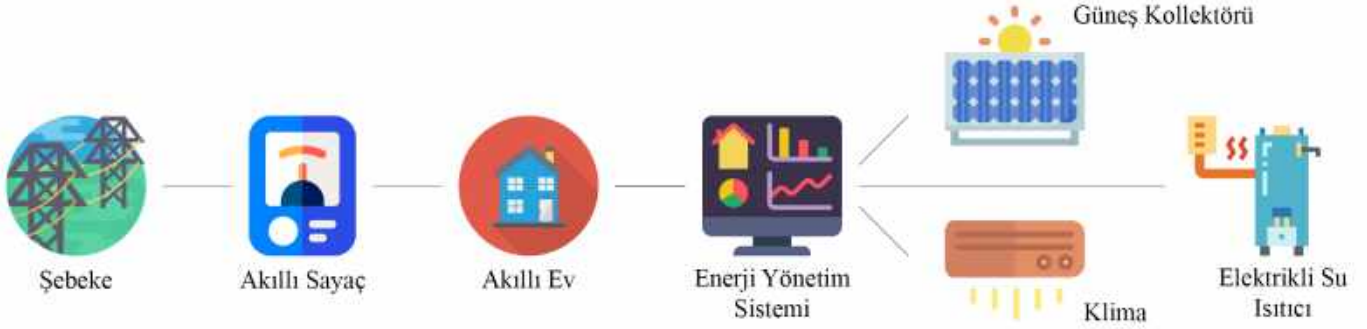 Güneş Kollektörü
Şebeke
Akıllı Sayaç
Akıllı Ev
Enerji Yönetim
Sistemi
Klima
Elektrikli Su
Isıtıcı